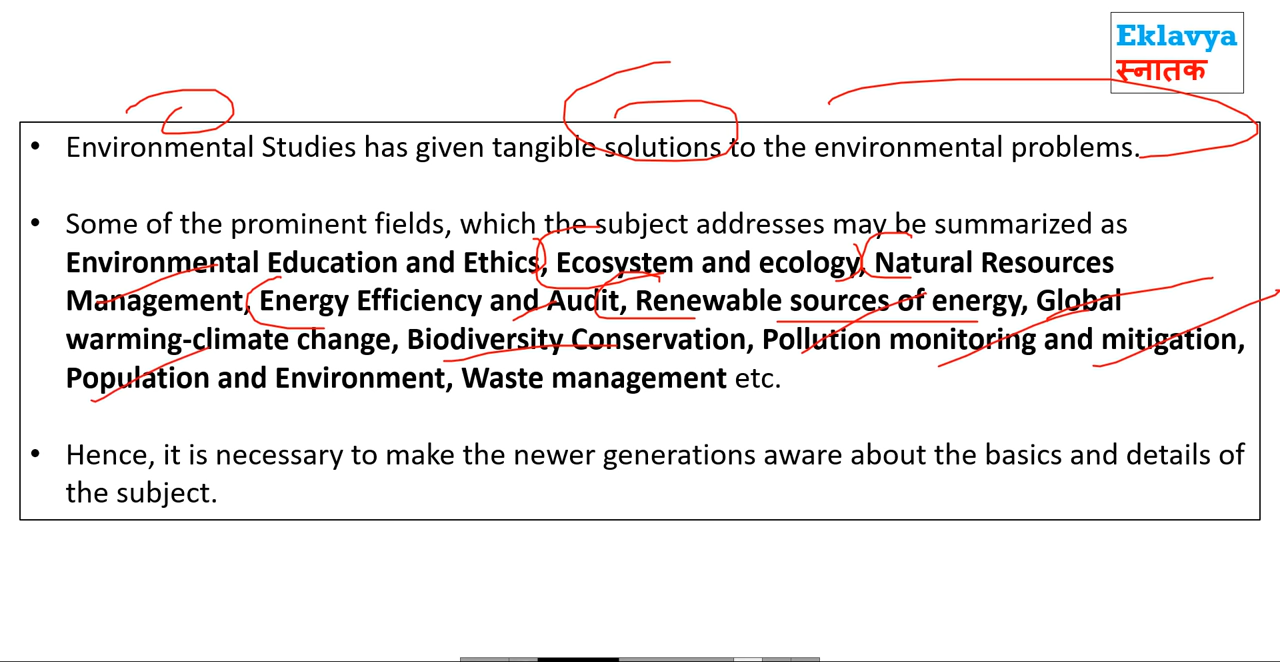 Eklavya
स्नातक
• Environmental Studies has given tangible solutions to the environmental problems.
• Some of the prominent fields, which the subject addresses may be summarized as
Environmental Education and Ethics, Ecosystem and ecology, Natural Resources
Management, Energy Efficiency and Audit, Renewable sources of energy, Global
warming-climate change, Biodiversity Conservation, Pollution monitoring and mitigation,
Population and Environment, Waste management etc.
• Hence, it is necessary to make the newer generations aware about the basics and details of
the subject.